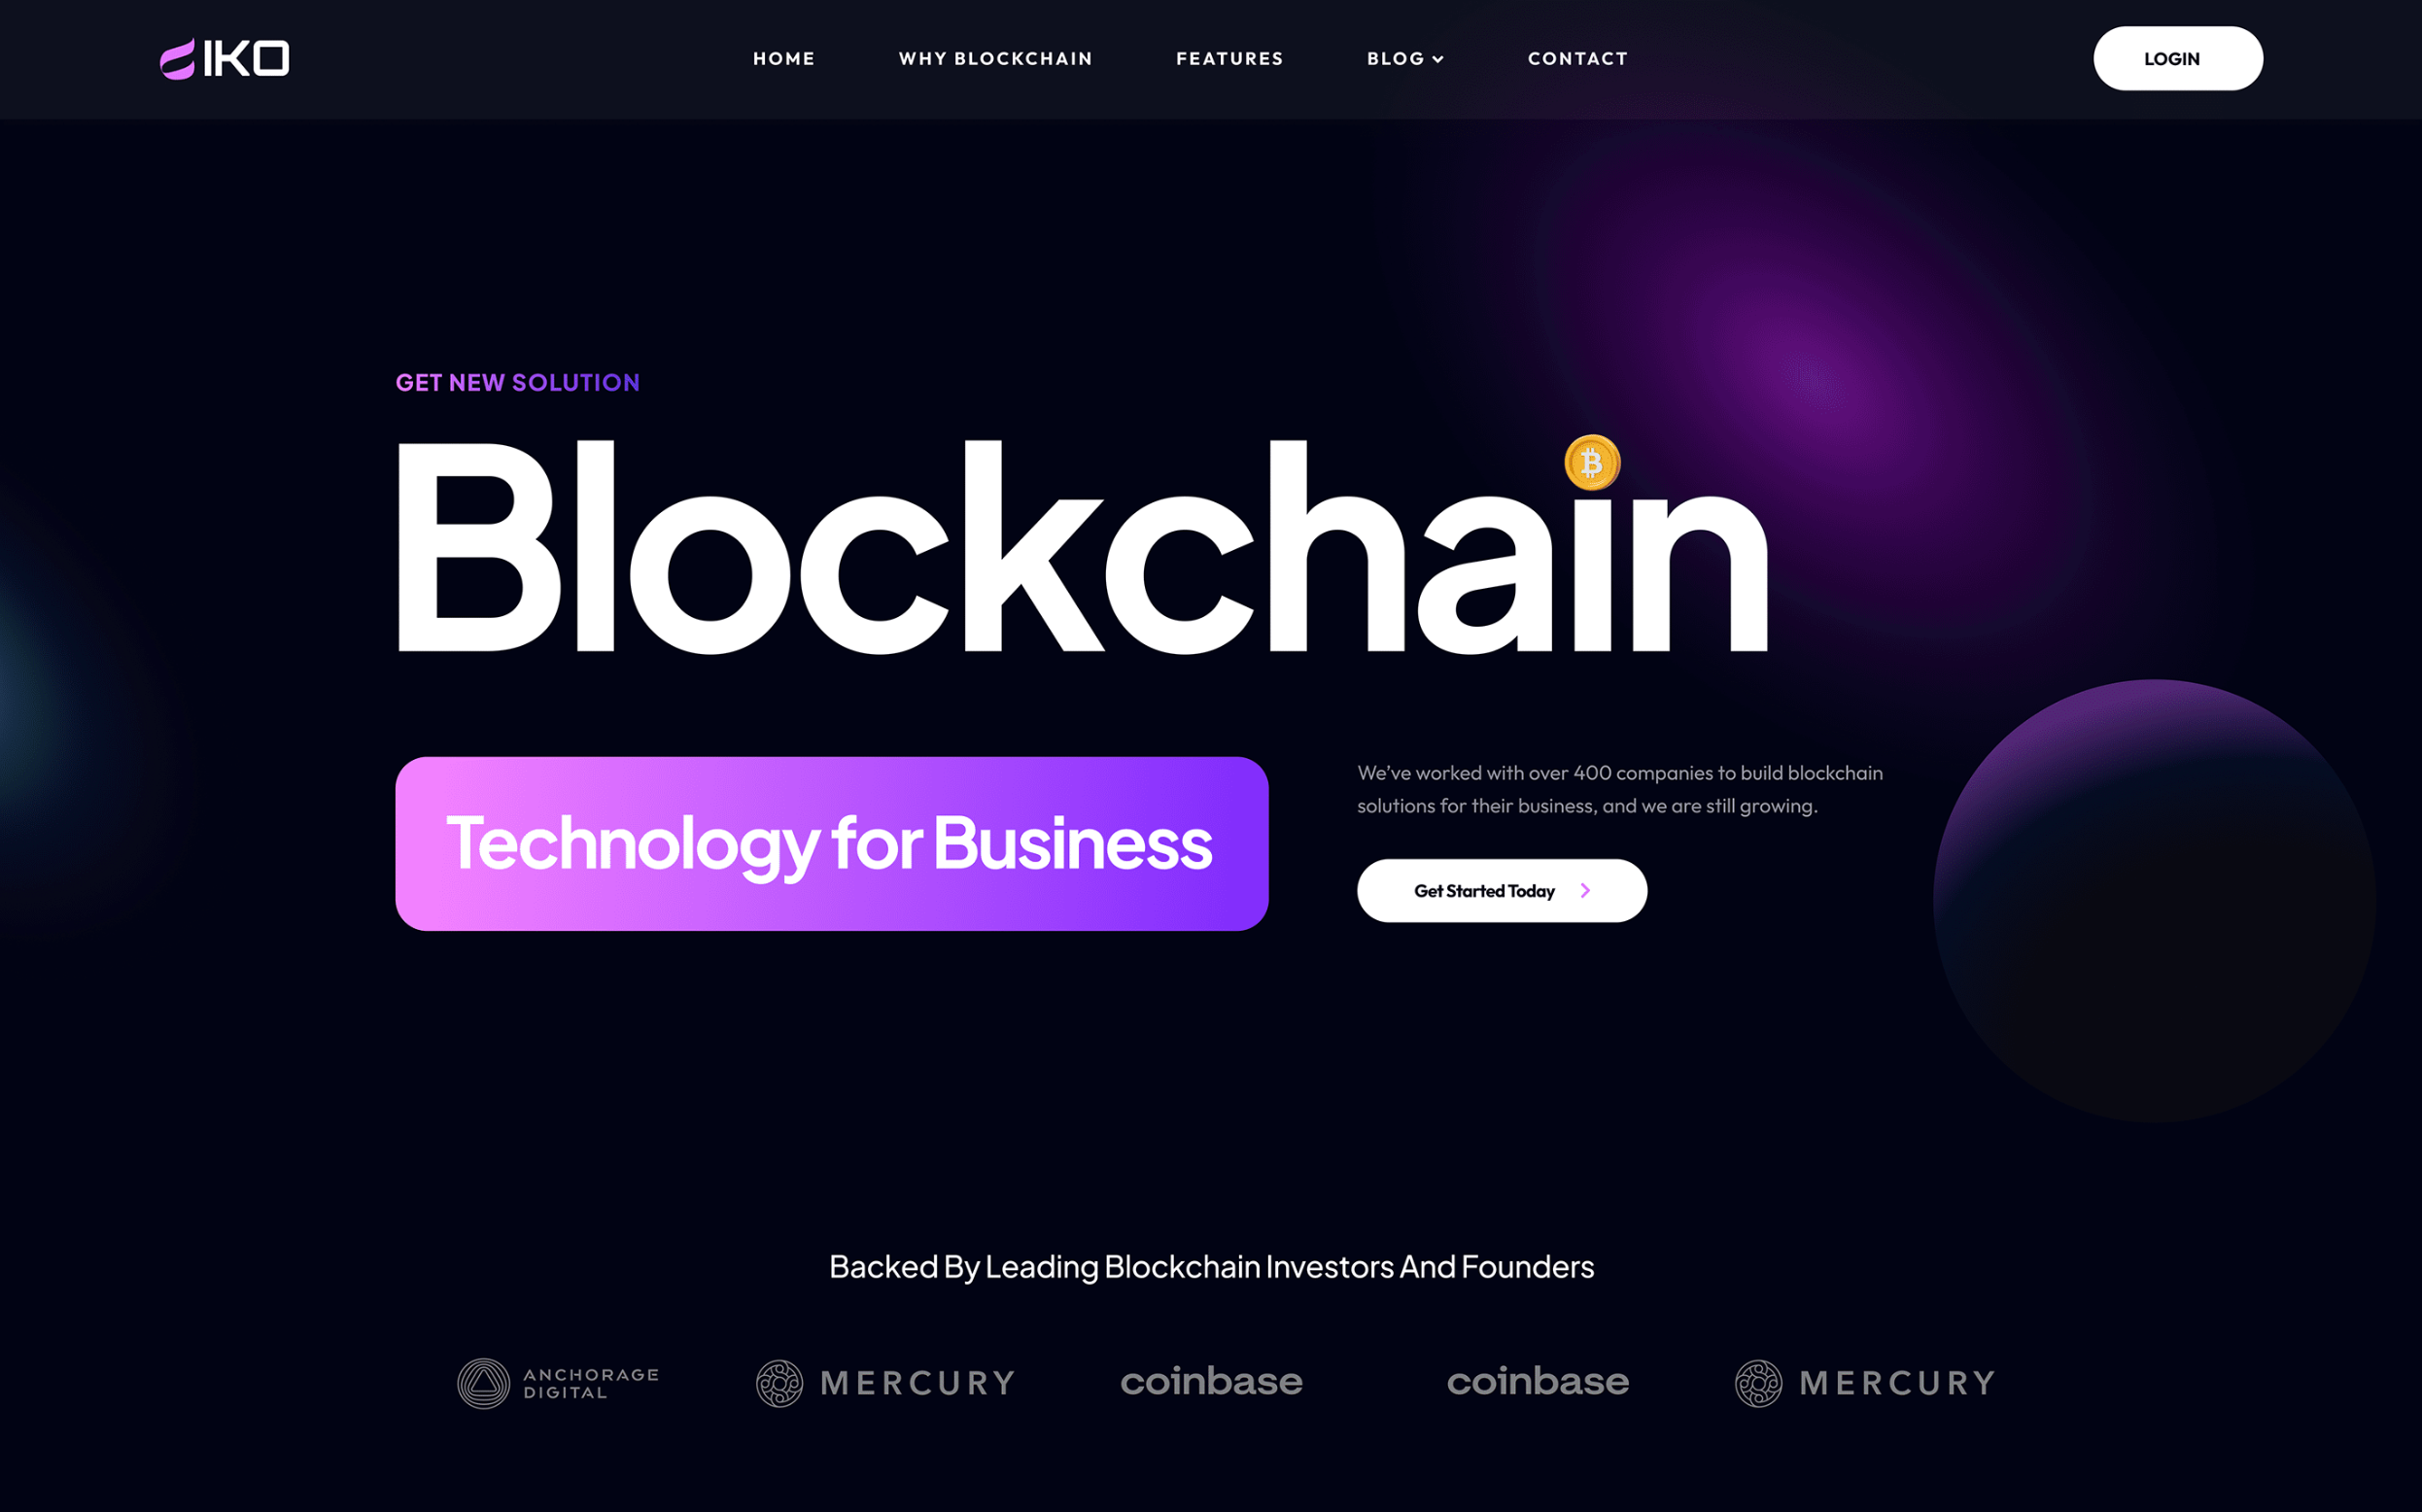 IKO
HOME WHY BLOCKCHAIN FEATURES BLOG CONTACT
LOGIN
GET NEW SOLUTION
Blockchain
Technology for Business
We’ve worked with over 400 companies to build blockchain
solutions for their business, and we are still growing.
Get Started Today
Backed By Leading Blockchain Investors And Founders
ANCHORAGE
DIGITAL
MERCURY
coinbase
coinbase
MERCURY